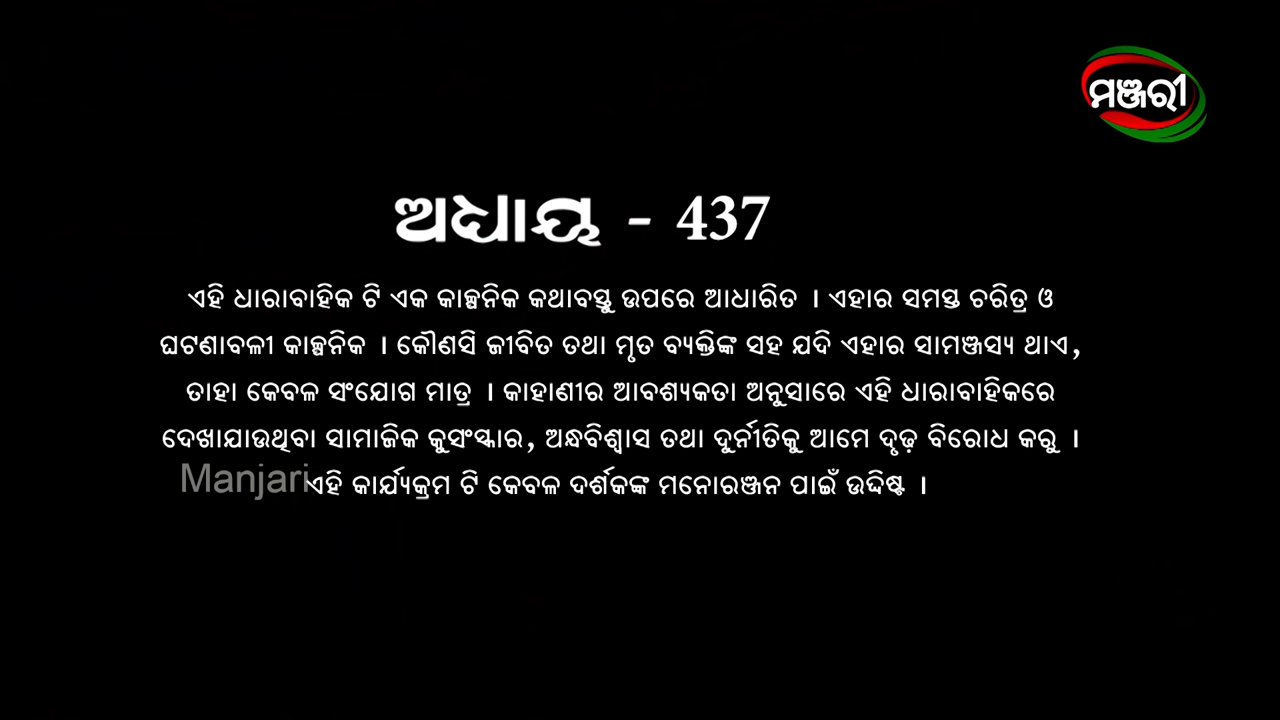 ମଞ୍ଜରୀ
ଅଧ୍ୟାୟ - 437
ଏହି ଧାରାବାହିକ ଟି ଏକ କାଳ୍ପନିକ କଥାବସ୍ତୁ ଉପରେ ଆଧାରିତ । ଏହାର ସମସ୍ତ ଚରିତ୍ର ଓ
ଘଟଣାବଳୀ କାଳ୍ପନିକ । କୌଣସି ଜୀବିତ ତଥା ମୃତ ବ୍ୟକ୍ତିଙ୍କ ସହ ଯଦି ଏହାର ସାମଞ୍ଜସ୍ୟ ଥାଏ,
ତାହା କେବଳ ସଂଯୋଗ ମାତ୍ର । କାହାଣୀର ଆବଶ୍ୟକତା ଅନୁସାରେ ଏହି ଧାରାବାହିକରେ
ଦେଖାଯାଉଥିବା ସାମାଜିକ କୁସଂସ୍କାର, ଅନ୍ଧବିଶ୍ୱାସ ତଥା ଦୁର୍ନୀତିକୁ ଆମେ ଦୃଢ଼ ବିରୋଧ କରୁ ।
Manjari
ଏହି କାର୍ଯ୍ୟକ୍ରମ ଟି କେବଳ ଦର୍ଶକଙ୍କ ମନୋରଞ୍ଜନ ପାଇଁ ଉଦ୍ଦିଷ୍ଟ ।